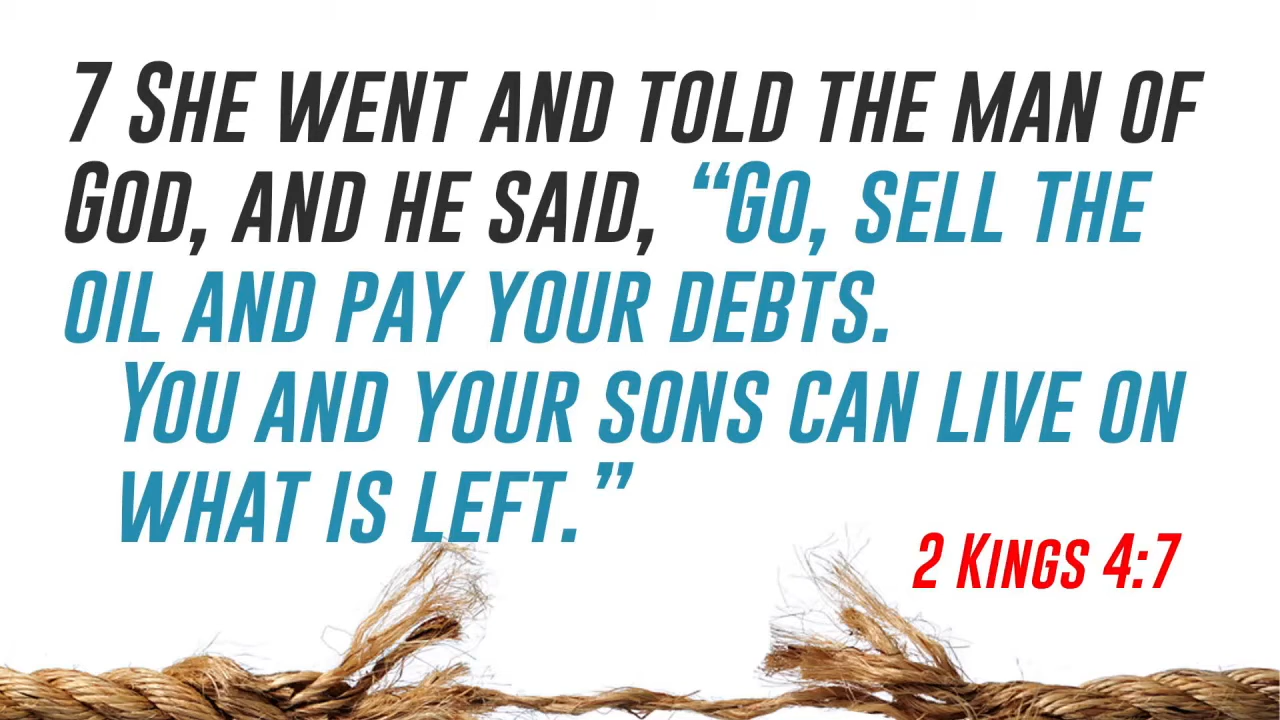 7 She went and told the man of
God, and he said, “Go, sell the
oil and pay your debts.
You and your sons can live on
what is left.”
2 Kings 4:7